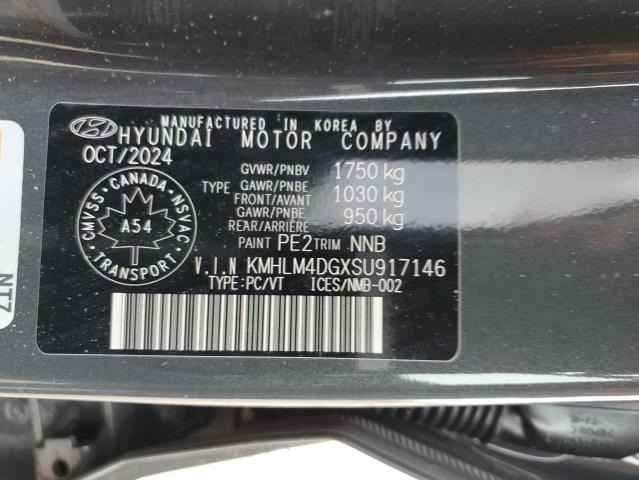 MANUFACTURED IN KOREA BY
HYUNDAI MOTOR COMPANY
OCT/2024
GVWR/PNBV 1750 kg
TYPE GAWR/PNBE FRONT/AVANT 1030 kg
GAWR/PNBE REAR/ARRIÈRE 950 kg
PAINT PE2 TRIM NNB
V.I.N KMHLM4DGXSU917146
TYPE:PC/VT ICES/NMB-002
CANADA
CMVSS NSVAC
A54
TRANSPORT
NT7